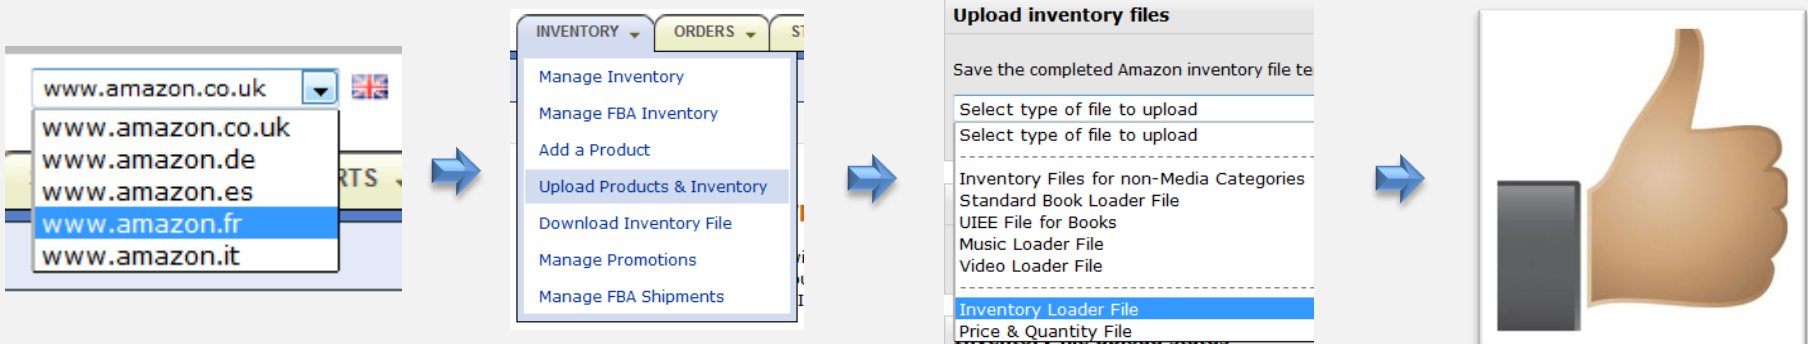 www.amazon.co.uk
www.amazon.co.uk
www.amazon.de
www.amazon.es
www.amazon.fr
www.amazon.it
RTS
INVENTORY
ORDERS
ST
Manage Inventory
Manage FBA Inventory
Add a Product
Upload Products & Inventory
Download Inventory File
Manage Promotions
Manage FBA Shipments
Upload inventory files
Save the completed Amazon inventory file te
Select type of file to upload
Select type of file to upload
Inventory Files for non-Media Categories
Standard Book Loader File
UIEE File for Books
Music Loader File
Video Loader File
Inventory Loader File
Price & Quantity File